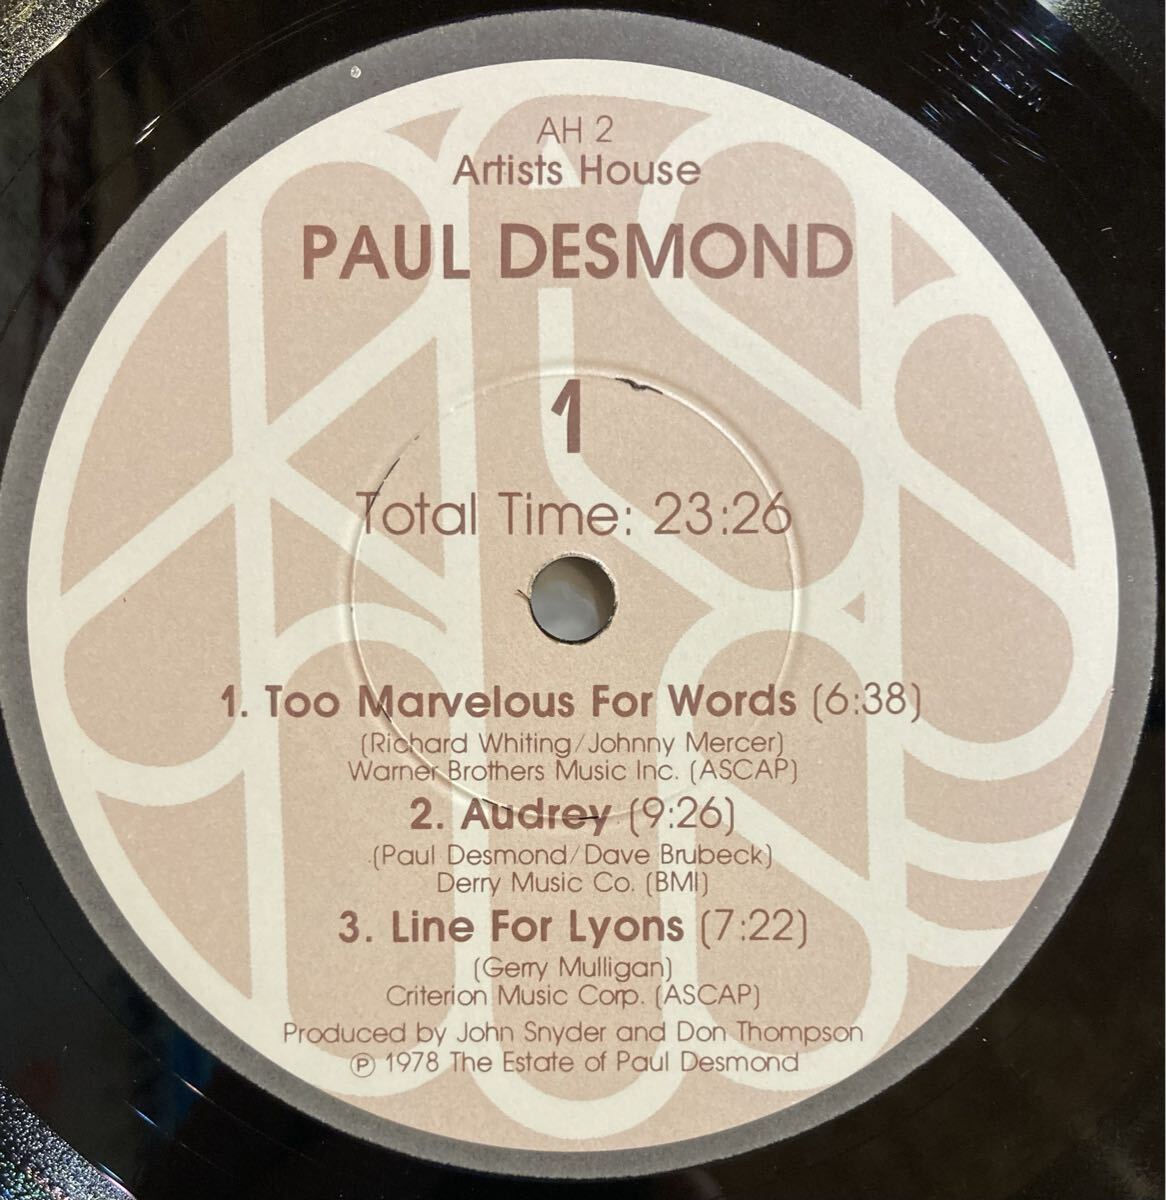 AH 2
Artists House
PAUL DESMOND
1
Total Time: 23:26
1. Too Marvelous For Words (6:38)
(Richard Whiting/Johnny Mercer)
Warner Brothers Music Inc. (ASCAP)
2. Audrey (9:26)
(Paul Desmond/Dave Brubeck)
Derry Music Co. (BMI)
3. Line For Lyons (7:22)
(Gerry Mulligan)
Criterion Music Corp. (ASCAP)
Produced by John Snyder and Don Thompson
℗ 1978 The Estate of Paul Desmond